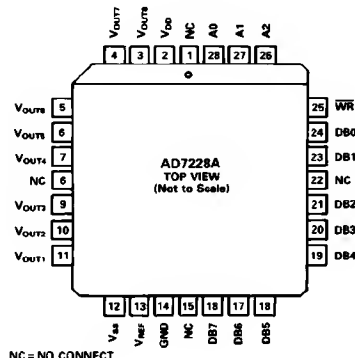 VOUT7 VOUT8 VDD NC A0 A1 A2
4 3 2 1 28 27 26
VOUT6 5
VOUT5 6
VOUT4 7
NC 8
VOUT3 9
VOUT2 10
VOUT1 11
AD7228A
TOP VIEW
(Not to Scale)
25 WR
24 DB0
23 DB1
22 NC
21 DB2
20 DB3
19 DB4
12 13 14 15 16 17 18
VSS VREF GND NC DB7 DB6 DB5
NC = NO CONNECT